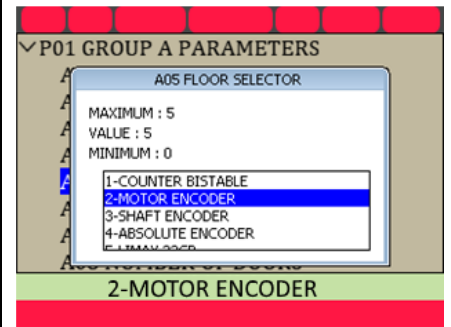 P01 GROUP A PARAMETERS
A05 FLOOR SELECTOR
MAXIMUM : 5
VALUE : 5
MINIMUM : 0
1-COUNTER BISTABLE
2-MOTOR ENCODER
3-SHAFT ENCODER
4-ABSOLUTE ENCODER
2-MOTOR ENCODER